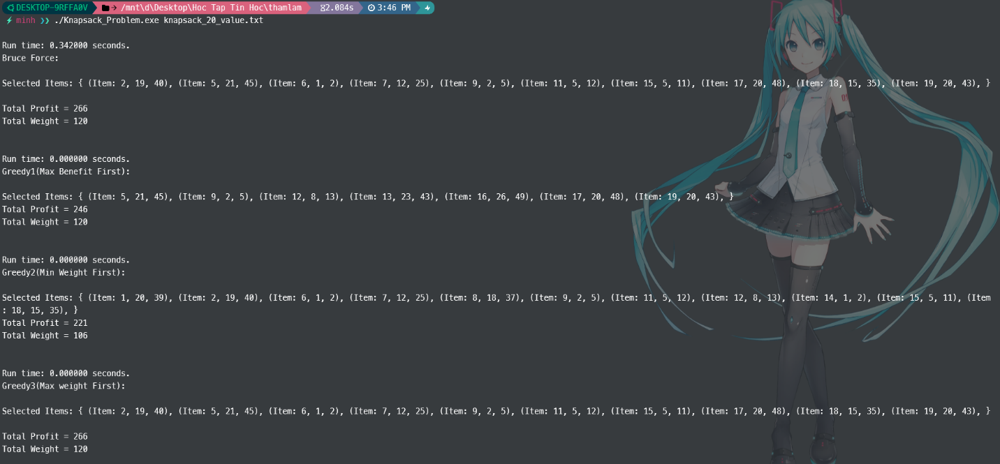 DESKTOP-9RFFA0V → /mnt\d\Desktop\Hoc Tap Tin Hoc\thamlam 2.084s 3:46 PM
minh ❯❯ ./Knapsack_Problem.exe knapsack_20_value.txt
Run time: 0.342000 seconds.
Bruce Force:
Selected Items: { (Item: 2, 19, 40), (Item: 5, 21, 45), (Item: 6, 1, 2), (Item: 7, 12, 25), (Item: 9, 2, 5), (Item: 11, 5, 12), (Item: 15, 5, 11), (Item: 17, 20, 48), (Item: 18, 15, 35), (Item: 19, 20, 43), }
Total Profit = 266
Total Weight = 120
Run time: 0.000000 seconds.
Greedy1(Max Benefit First):
Selected Items: { (Item: 5, 21, 45), (Item: 9, 2, 5), (Item: 12, 8, 13), (Item: 13, 23, 43), (Item: 16, 26, 49), (Item: 17, 20, 48), (Item: 19, 20, 43), }
Total Profit = 246
Total Weight = 120
Run time: 0.000000 seconds.
Greedy2(Min Weight First):
Selected Items: { (Item: 1, 20, 39), (Item: 2, 19, 40), (Item: 6, 1, 2), (Item: 7, 12, 25), (Item: 8, 18, 37), (Item: 9, 2, 5), (Item: 11, 5, 12), (Item: 12, 8, 13), (Item: 14, 1, 2), (Item: 15, 5, 11), (Item
: 18, 15, 35), }
Total Profit = 221
Total Weight = 106
Run time: 0.000000 seconds.
Greedy3(Max weight First):
Selected Items: { (Item: 2, 19, 40), (Item: 5, 21, 45), (Item: 6, 1, 2), (Item: 7, 12, 25), (Item: 9, 2, 5), (Item: 11, 5, 12), (Item: 15, 5, 11), (Item: 17, 20, 48), (Item: 18, 15, 35), (Item: 19, 20, 43), }
Total Profit = 266
Total Weight = 120